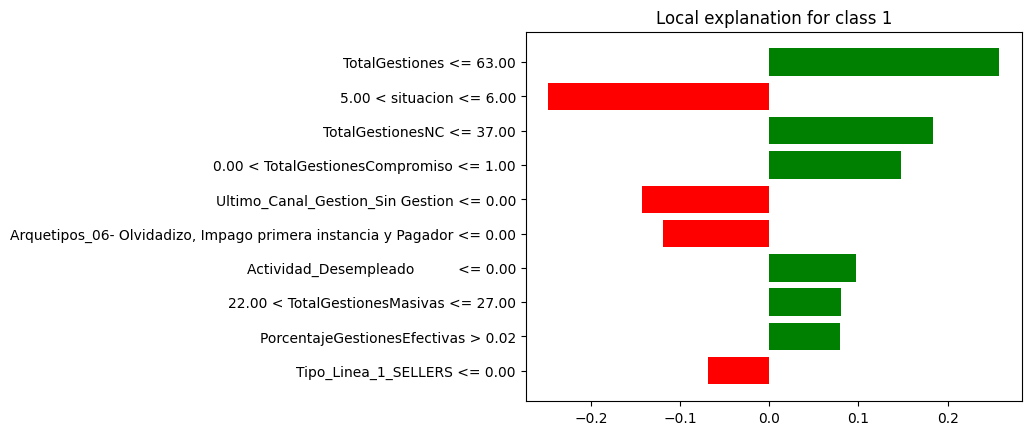 Local explanation for class 1
TotalGestiones <= 63.00
5.00 < situacion <= 6.00
TotalGestionesNC <= 37.00
0.00 < TotalGestionesCompromiso <= 1.00
Ultimo_Canal_Gestion_Sin Gestion <= 0.00
Arquetipos_06- Olvidadizo, Impago primera instancia y Pagador <= 0.00
Actividad_Desempleado          <= 0.00
22.00 < TotalGestionesMasivas <= 27.00
PorcentajeGestionesEfectivas > 0.02
Tipo_Linea_1_SELLERS <= 0.00
−0.2 −0.1 0.0 0.1 0.2